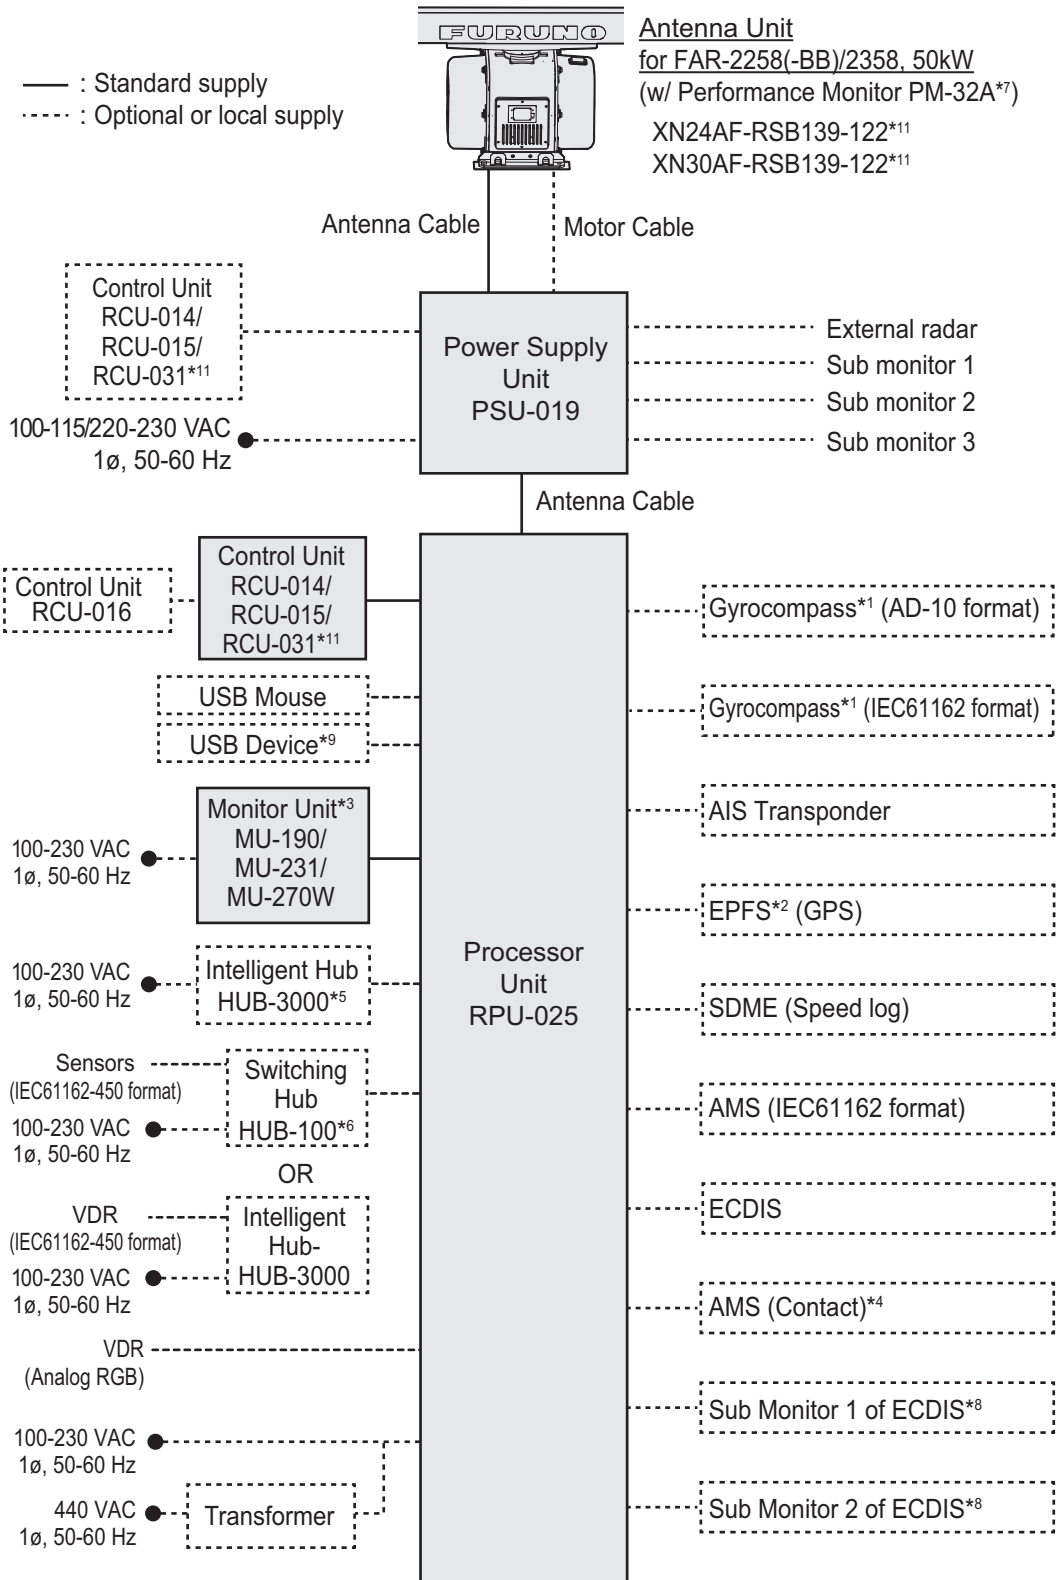 FURUNO
Antenna Unit
for FAR-2258(-BB)/2358, 50kW
(w/ Performance Monitor PM-32A*7)
XN24AF-RSB139-122*11
XN30AF-RSB139-122*11
: Standard supply
: Optional or local supply
Antenna Cable
Motor Cable
Control Unit
RCU-014/
RCU-015/
RCU-031*11
100-115/220-230 VAC
1ø, 50-60 Hz
Power Supply
Unit
PSU-019
External radar
Sub monitor 1
Sub monitor 2
Sub monitor 3
Antenna Cable
Control Unit
RCU-016
Control Unit
RCU-014/
RCU-015/
RCU-031*11
USB Mouse
USB Device*9
Monitor Unit*3
MU-190/
MU-231/
MU-270W
100-230 VAC
1ø, 50-60 Hz
Intelligent Hub
HUB-3000*5
100-230 VAC
1ø, 50-60 Hz
Sensors
(IEC61162-450 format)
100-230 VAC
1ø, 50-60 Hz
Switching
Hub
HUB-100*6
OR
VDR
(IEC61162-450 format)
100-230 VAC
1ø, 50-60 Hz
Intelligent
Hub-
HUB-3000
VDR
(Analog RGB)
100-230 VAC
1ø, 50-60 Hz
440 VAC
1ø, 50-60 Hz
Transformer
Processor
Unit
RPU-025
Gyrocompass*1 (AD-10 format)
Gyrocompass*1 (IEC61162 format)
AIS Transponder
EPFS*2 (GPS)
SDME (Speed log)
AMS (IEC61162 format)
ECDIS
AMS (Contact)*4
Sub Monitor 1 of ECDIS*8
Sub Monitor 2 of ECDIS*8